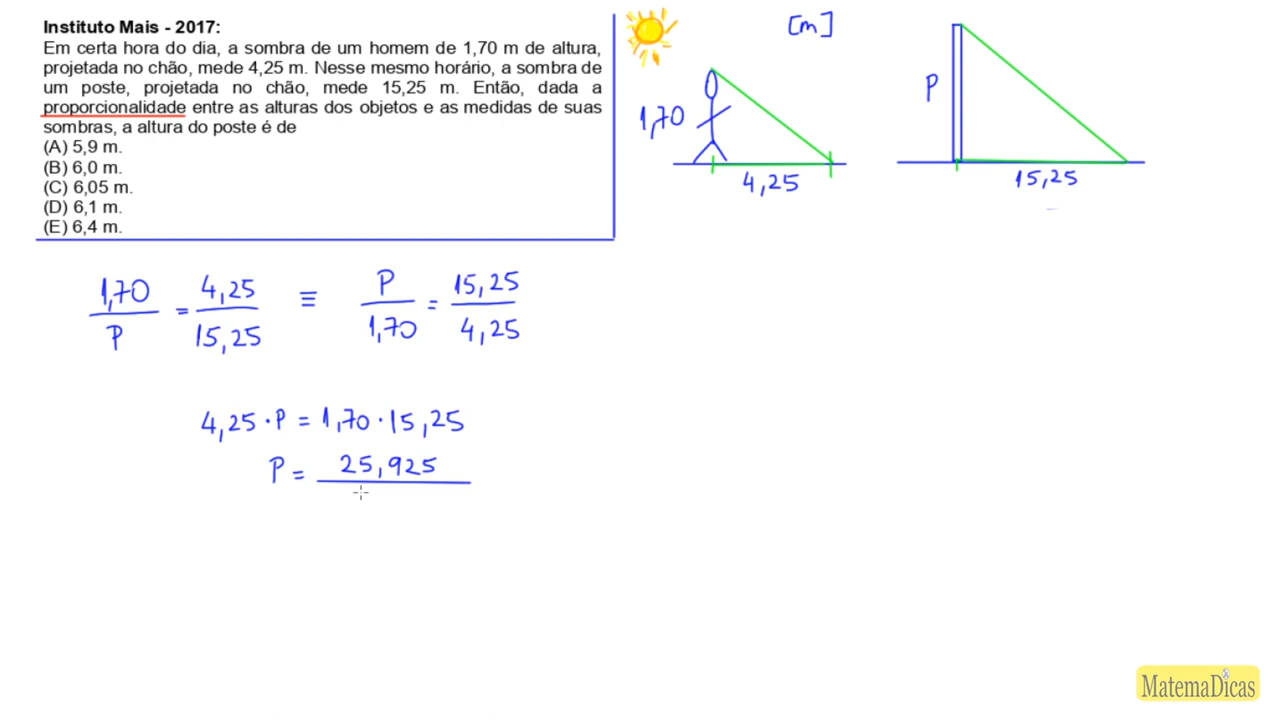 Instituto Mais - 2017:
Em certa hora do dia, a sombra de um homem de 1,70 m de altura,
projetada no chão, mede 4,25 m. Nesse mesmo horário, a sombra de
um poste, projetada no chão, mede 15,25 m. Então, dada a
proporcionalidade entre as alturas dos objetos e as medidas de suas
sombras, a altura do poste é de
(A) 5,9 m.
(B) 6,0 m.
(C) 6,05 m.
(D) 6,1 m.
(E) 6,4 m.
[m]
1,70
4,25
P
15,25
1,70/P = 4,25/15,25 ≡ P/1,70 = 15,25/4,25
4,25 · P = 1,70 · 15,25
P = 25,925
MatemaDicas